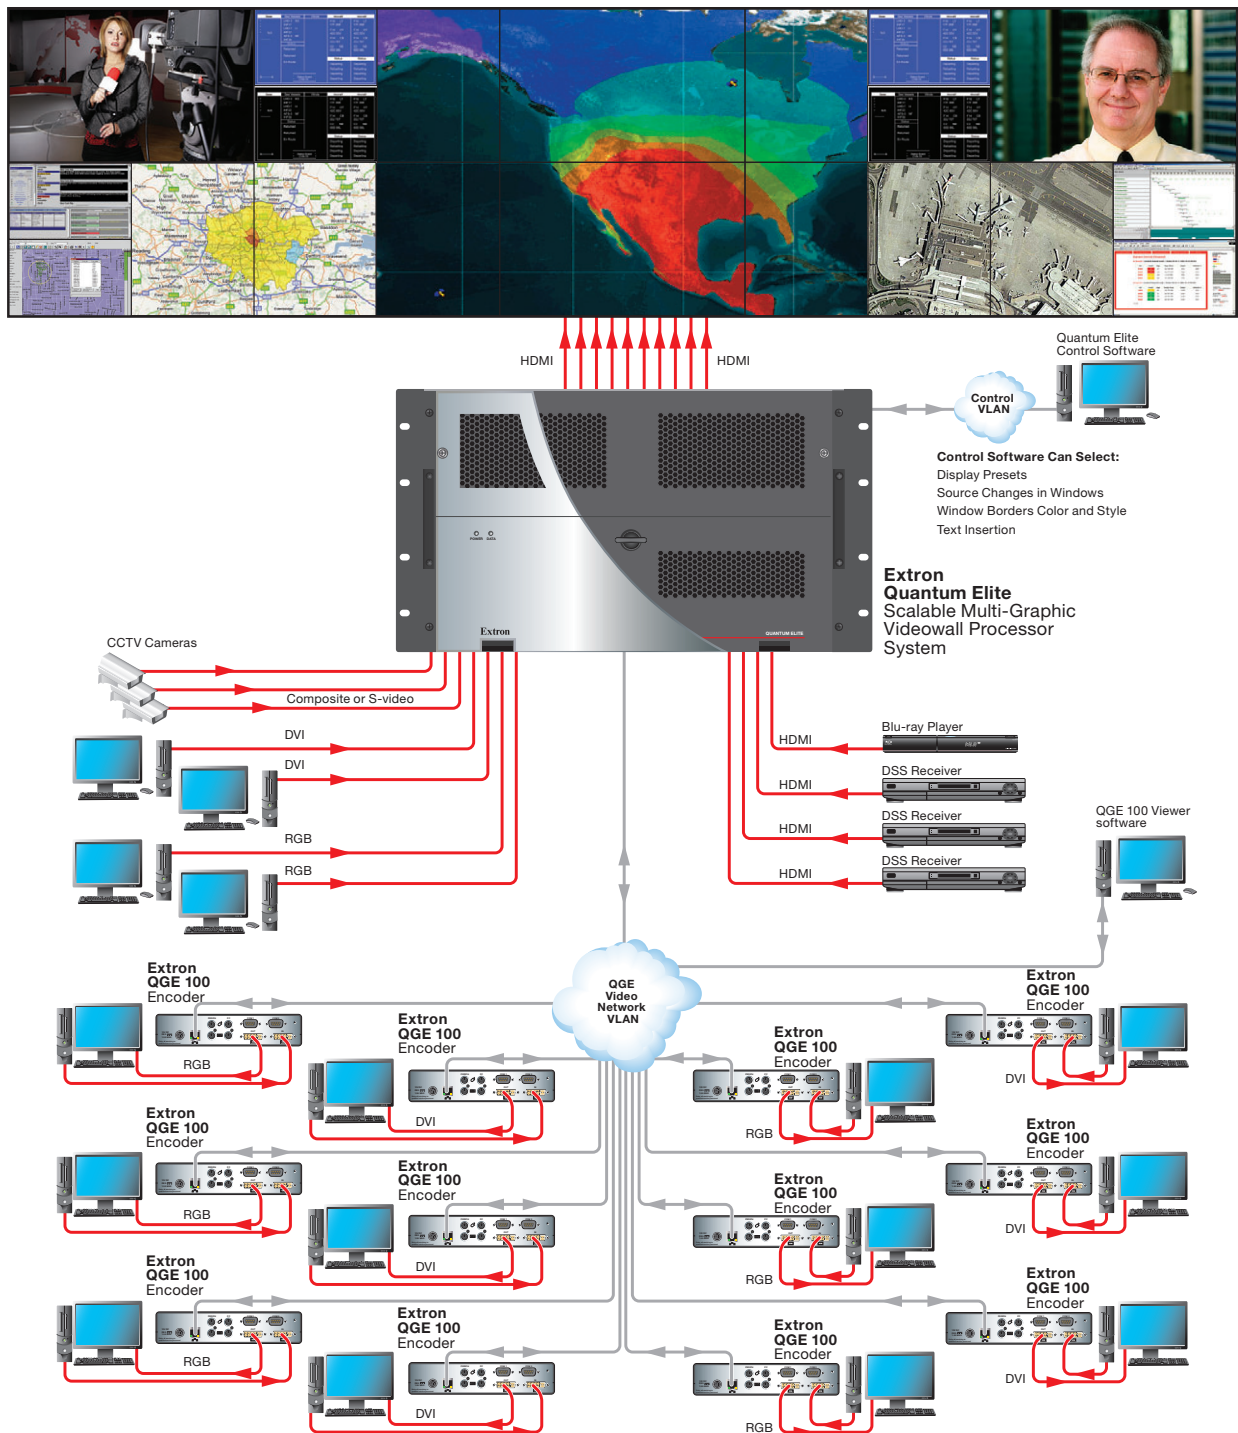 HDMI
HDMI
Quantum Elite
Control Software
Control
VLAN
Control Software Can Select:
Display Presets
Source Changes in Windows
Window Borders Color and Style
Text Insertion
POWER DATA
Extron
QUANTUM ELITE
Extron
Quantum Elite
Scalable Multi-Graphic
Videowall Processor
System
CCTV Cameras
Composite or S-video
DVI
DVI
RGB
RGB
Blu-ray Player
HDMI
DSS Receiver
HDMI
DSS Receiver
HDMI
DSS Receiver
HDMI
QGE 100 Viewer
software
QGE
Video
Network
VLAN
Extron
QGE 100
Encoder
RGB
Extron
QGE 100
Encoder
DVI
Extron
QGE 100
Encoder
RGB
Extron
QGE 100
Encoder
DVI
Extron
QGE 100
Encoder
RGB
Extron
QGE 100
Encoder
DVI
Extron
QGE 100
Encoder
RGB
Extron
QGE 100
Encoder
DVI
Extron
QGE 100
Encoder
RGB
Extron
QGE 100
Encoder
DVI
Extron
QGE 100
Encoder
RGB
Extron
QGE 100
Encoder
DVI